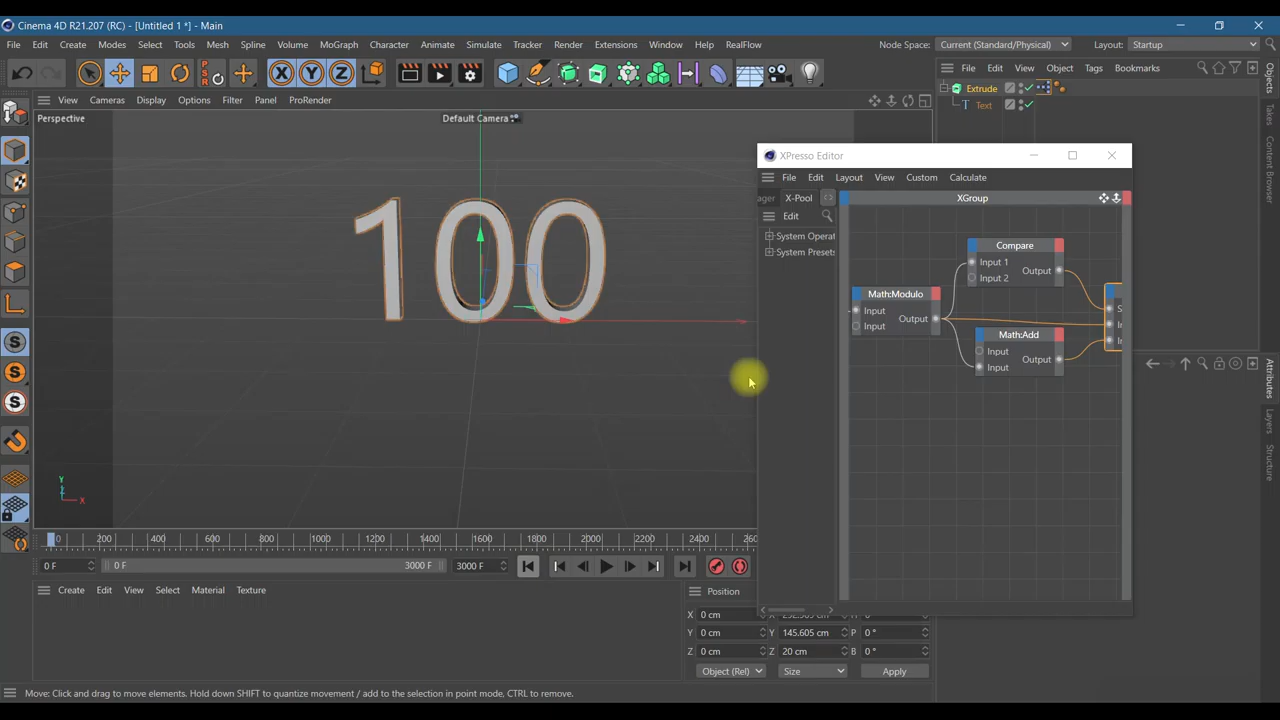 Cinema 4D R21.207 (RC) - [Untitled 1 *] - Main
File Edit Create Modes Select Tools Mesh Spline Volume MoGraph Character Animate Simulate Tracker Render Extensions Window Help RealFlow Node Space: Current (Standard/Physical) Layout: Startup
File Edit View Object Tags Bookmarks
View Cameras Display Options Filter Panel ProRender
Extrude
Text
Perspective
Default Camera
XPresso Editor
File Edit Layout View Custom Calculate
X-Pool
XGroup
Edit
System Operat
System Presets
Compare
Input 1
Input 2
Output
Math:Modulo
Input
Input
Output
Math:Add
Input
Input
Output
100
Y
Z
X
0 200 400 600 800 1000 1200 1400 1600 1800 2000 2200 2400
0 F 0 F 3000 F 3000 F
Create Edit View Select Material Texture
Position
X 0 cm
Y 0 cm Y 145.605 cm P 0 °
Z 0 cm Z 20 cm B 0 °
Object (Rel) Size Apply
Move: Click and drag to move elements. Hold down SHIFT to quantize movement / add to the selection in point mode, CTRL to remove.
Objects
Takes
Content Browser
Attributes
Layers
Structure